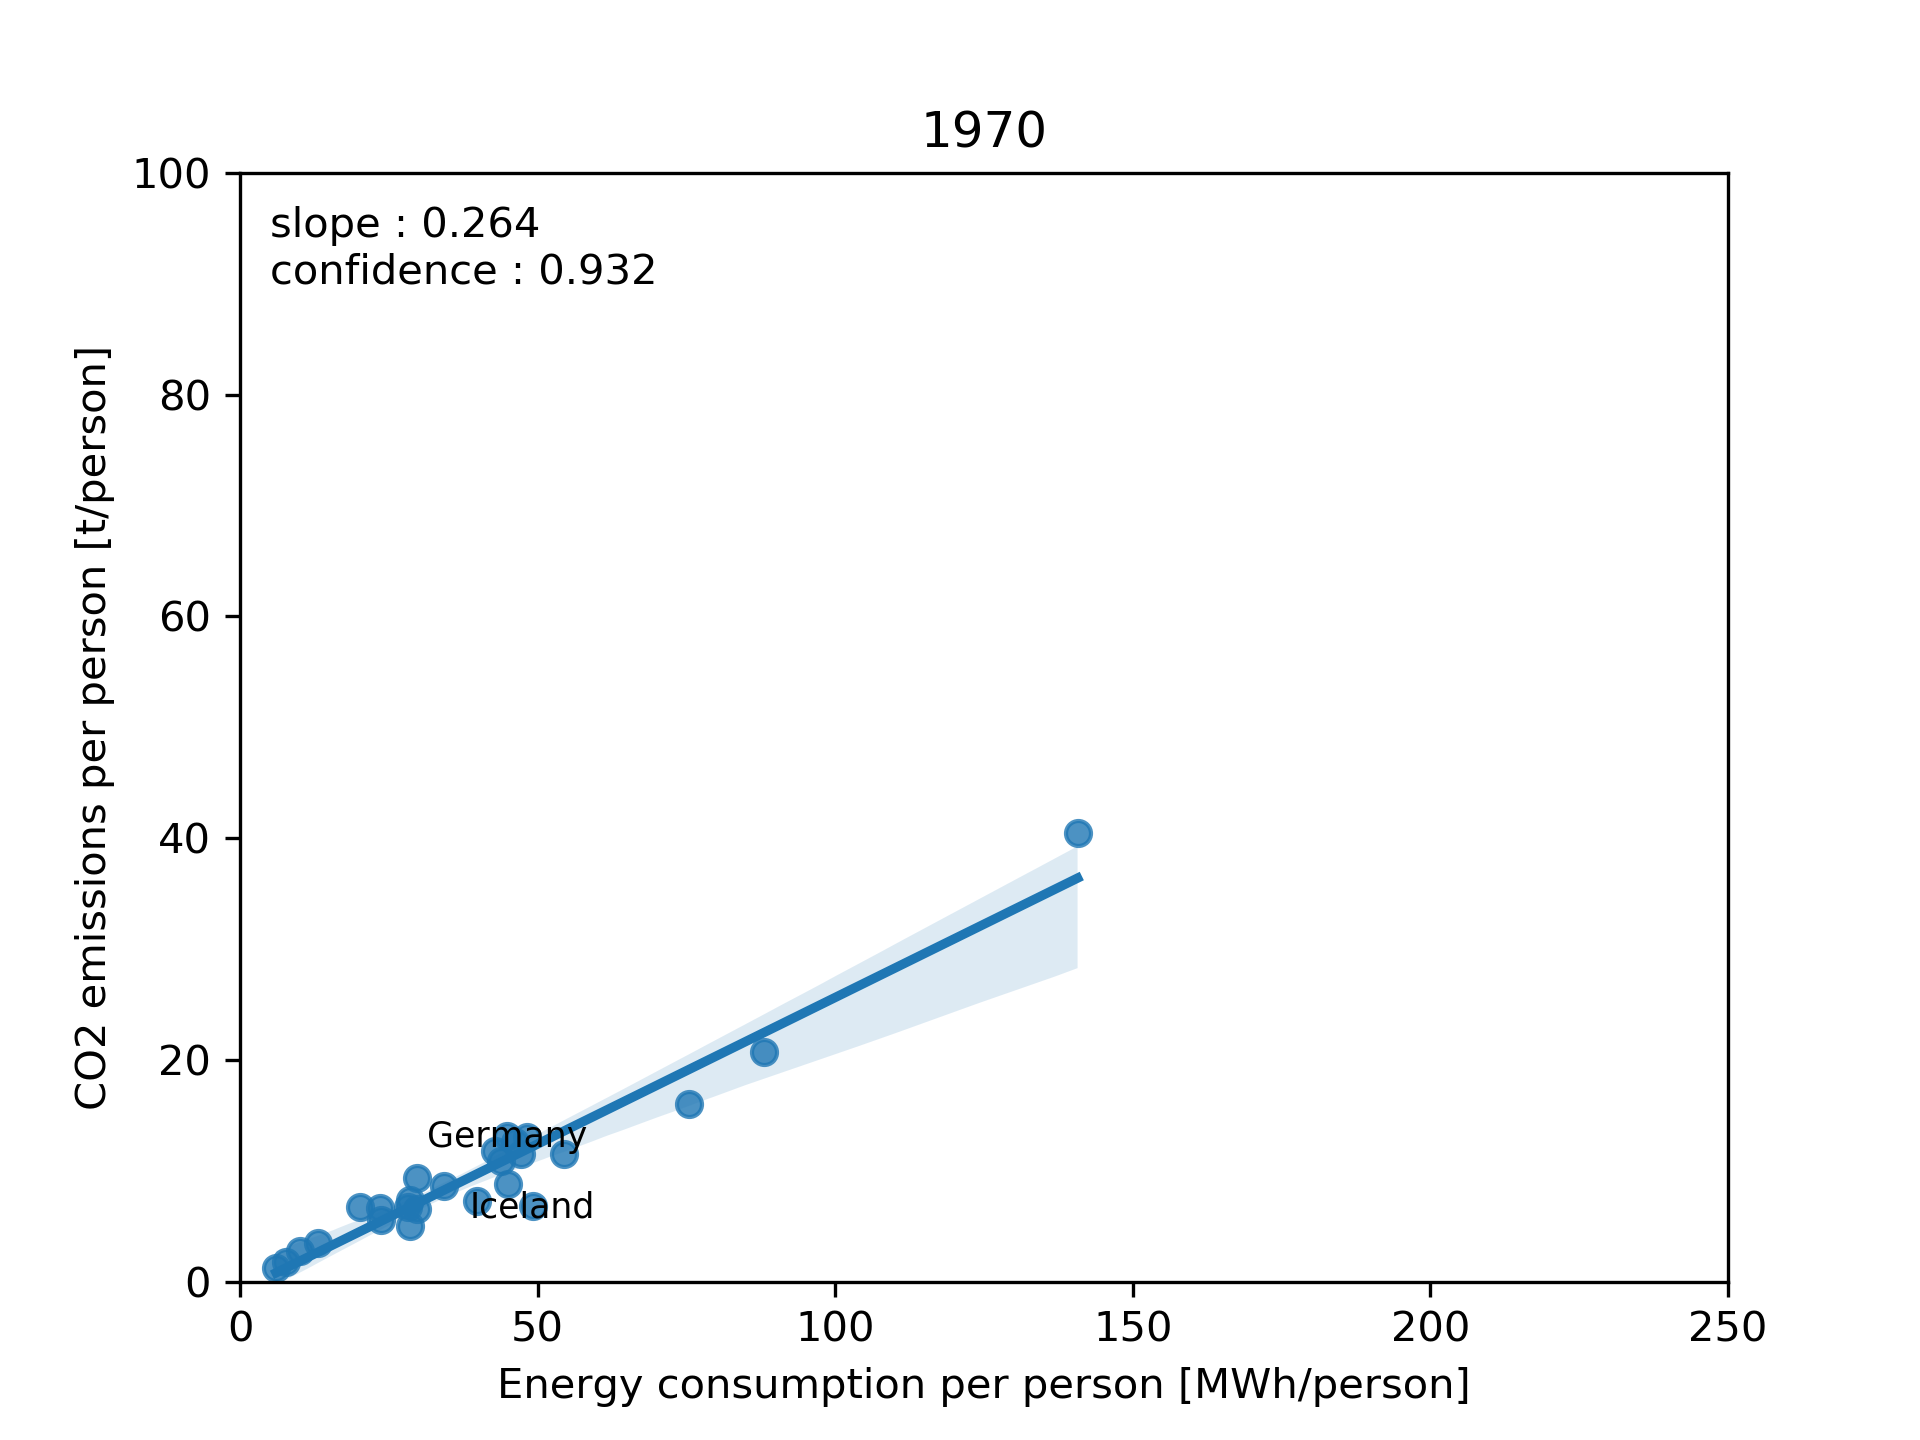 1970
slope : 0.264
confidence : 0.932
100
80
60
40
20
0
CO2 emissions per person [t/person]
Germany
Iceland
0 50 100 150 200 250
Energy consumption per person [MWh/person]